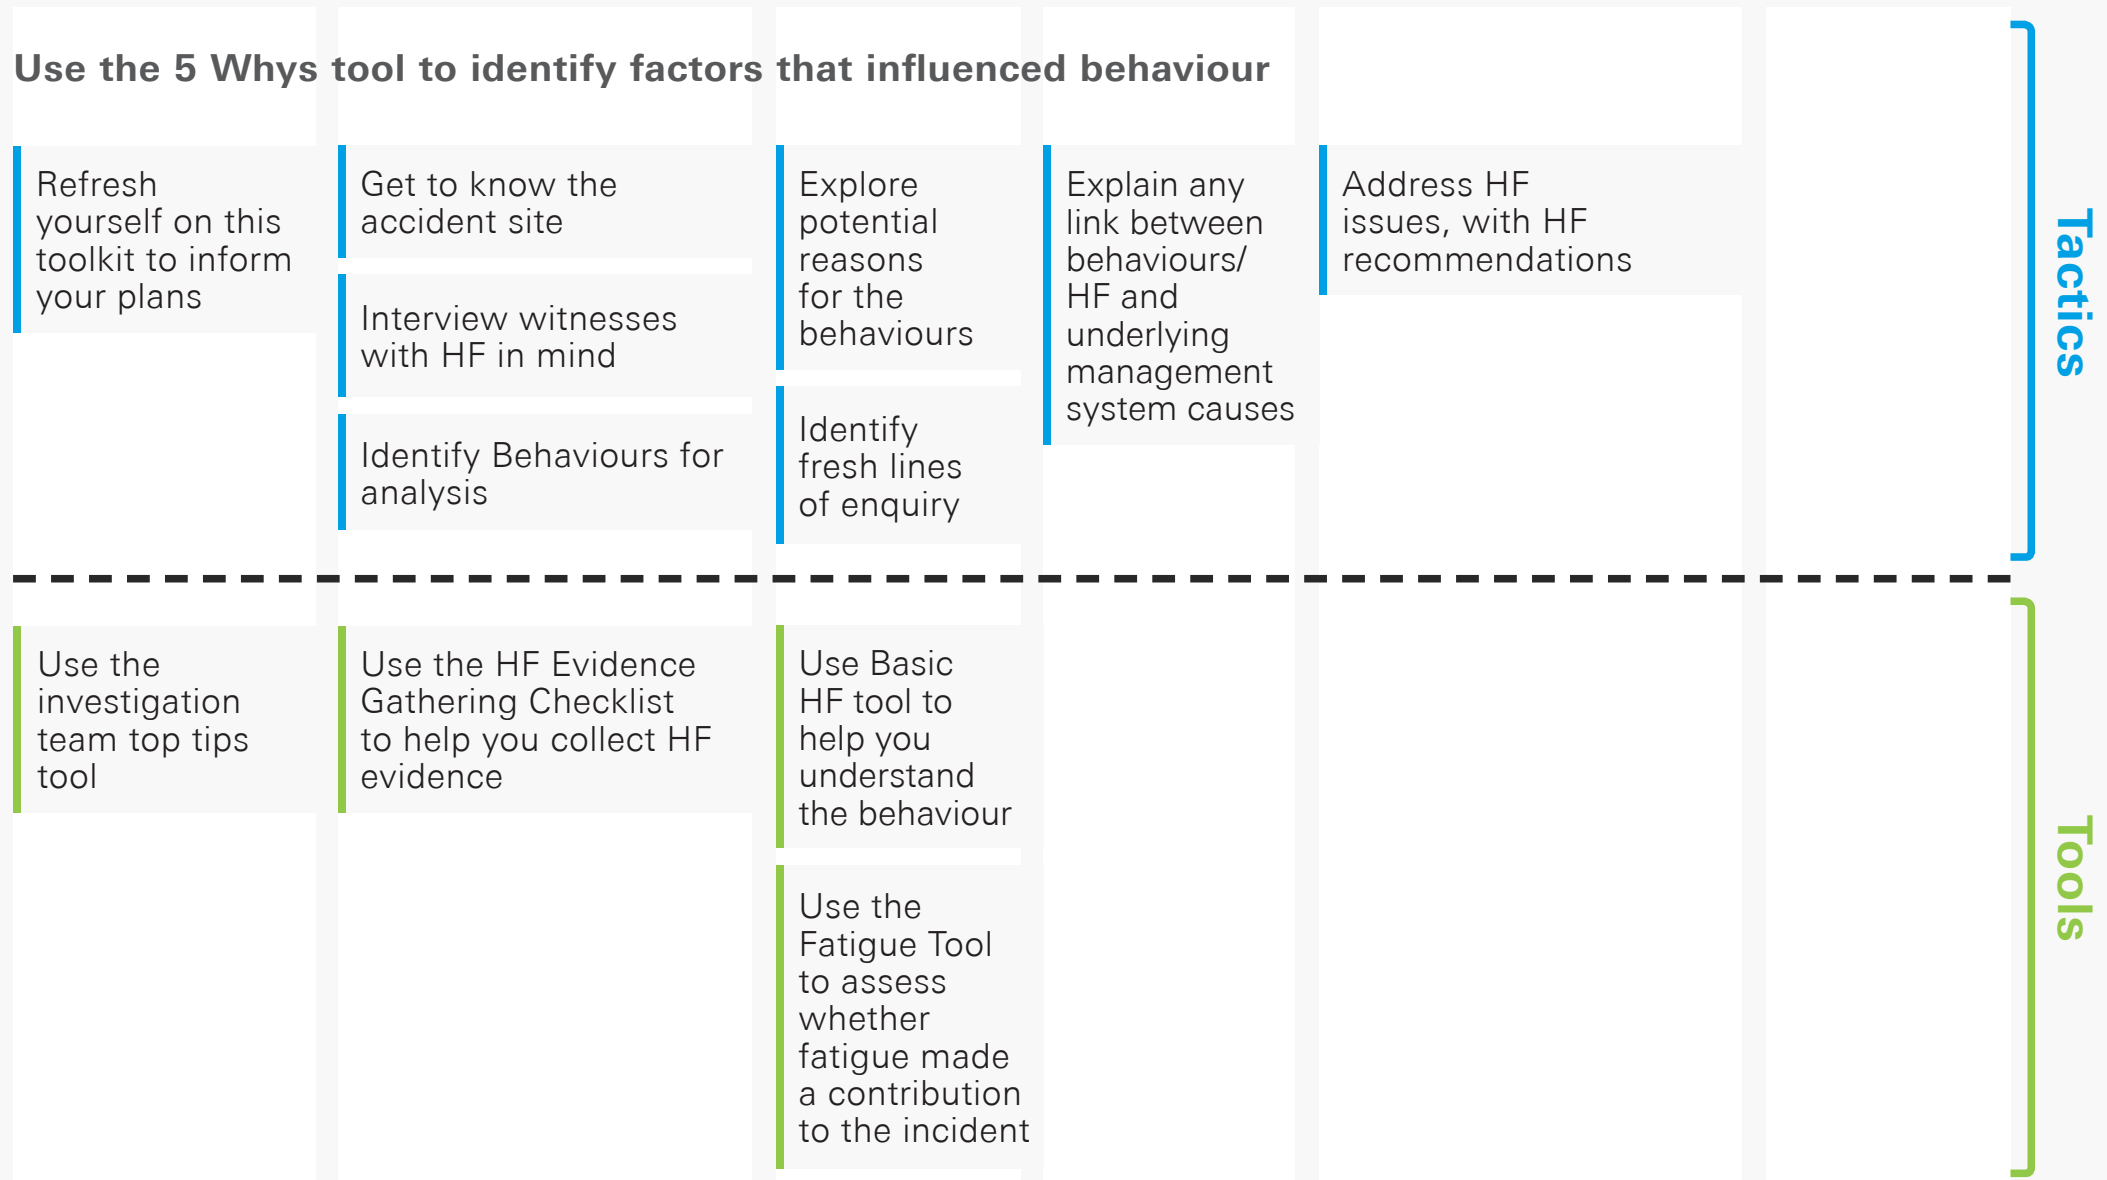 Use the 5 Whys tool to identify factors that influenced behaviour
Refresh
yourself on this
toolkit to inform
your plans
Get to know the
accident site
Interview witnesses
with HF in mind
Identify Behaviours for
analysis
Explore
potential
reasons
for the
behaviours
Identify
fresh lines
of enquiry
Explain any
link between
behaviours/
HF and
underlying
management
system causes
Address HF
issues, with HF
recommendations
Tactics
Use the
investigation
team top tips
tool
Use the HF Evidence
Gathering Checklist
to help you collect HF
evidence
Use Basic
HF tool to
help you
understand
the behaviour
Use the
Fatigue Tool
to assess
whether
fatigue made
a contribution
to the incident
Tools